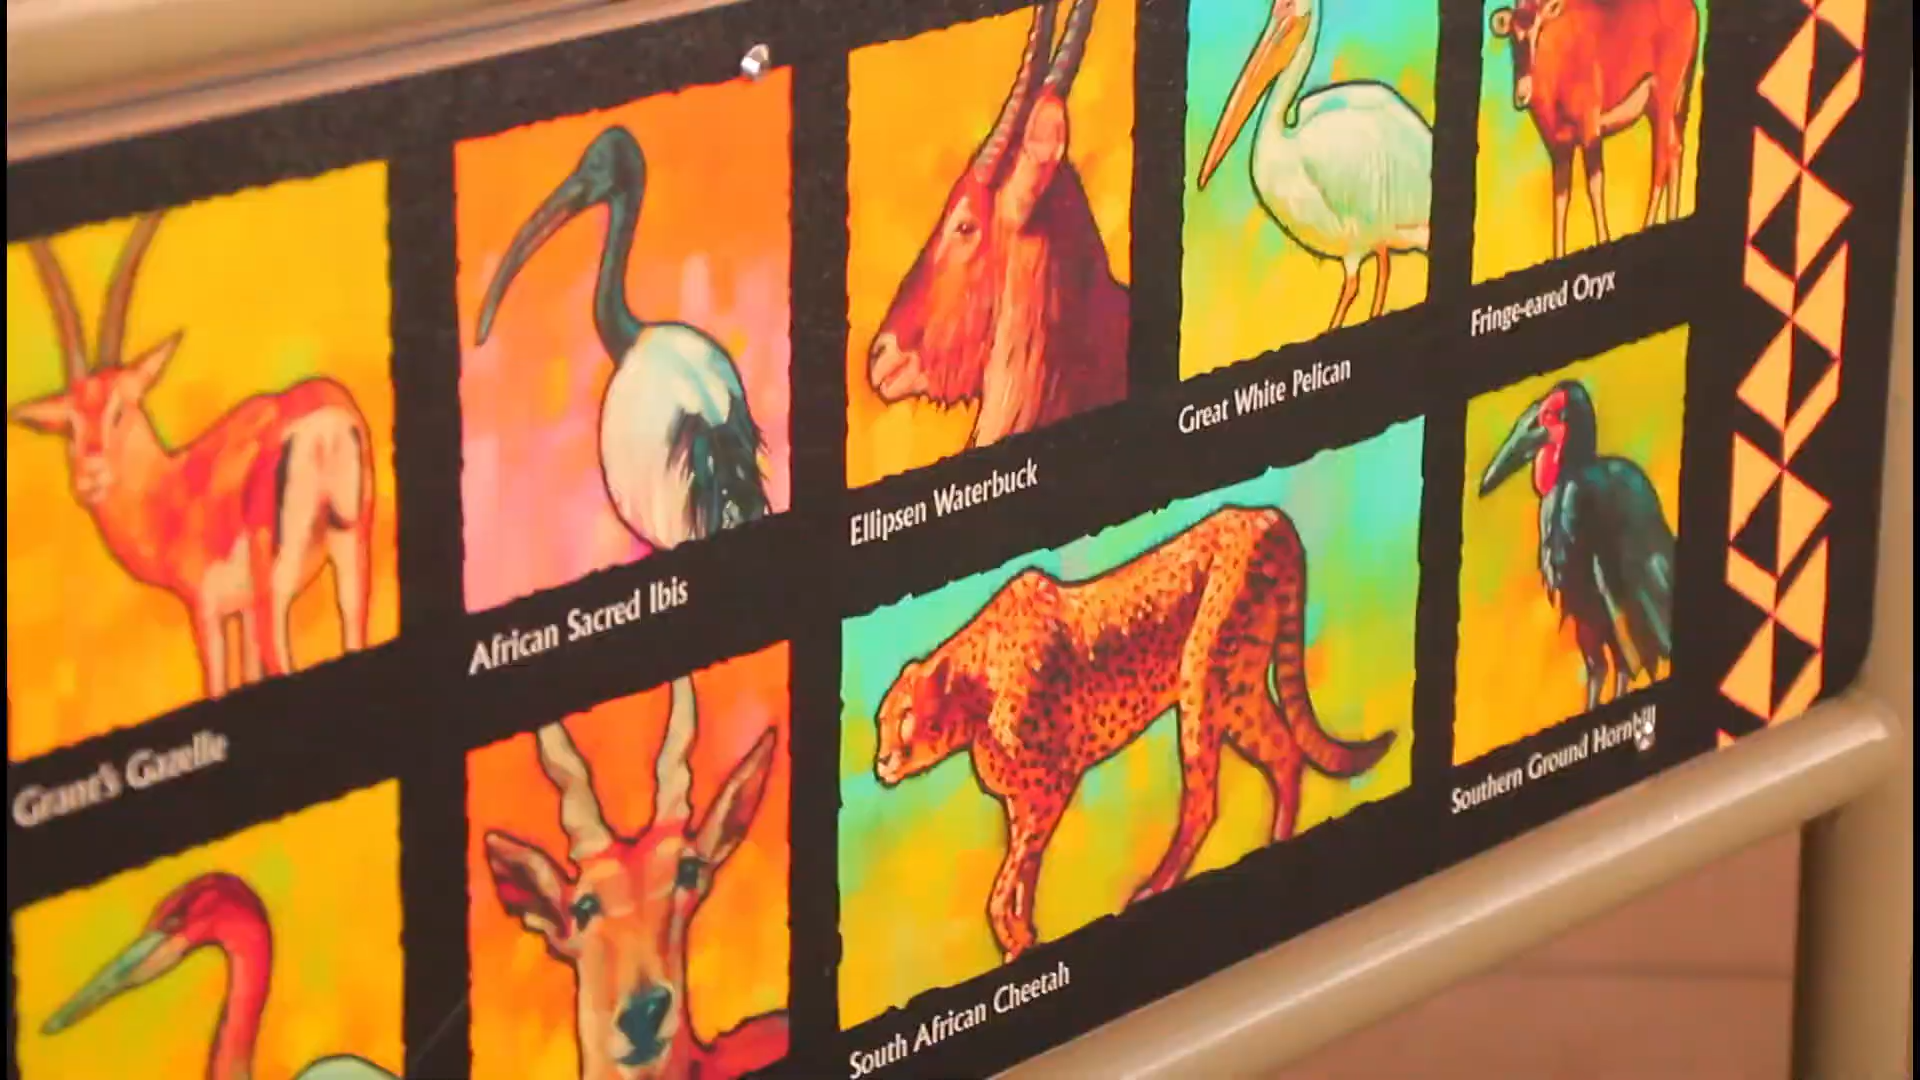 Fringe-eared Oryx
Great White Pelican
Ellipsen Waterbuck
African Sacred Ibis
Grant's Gazelle
Southern Ground Hornbill
South African Cheetah